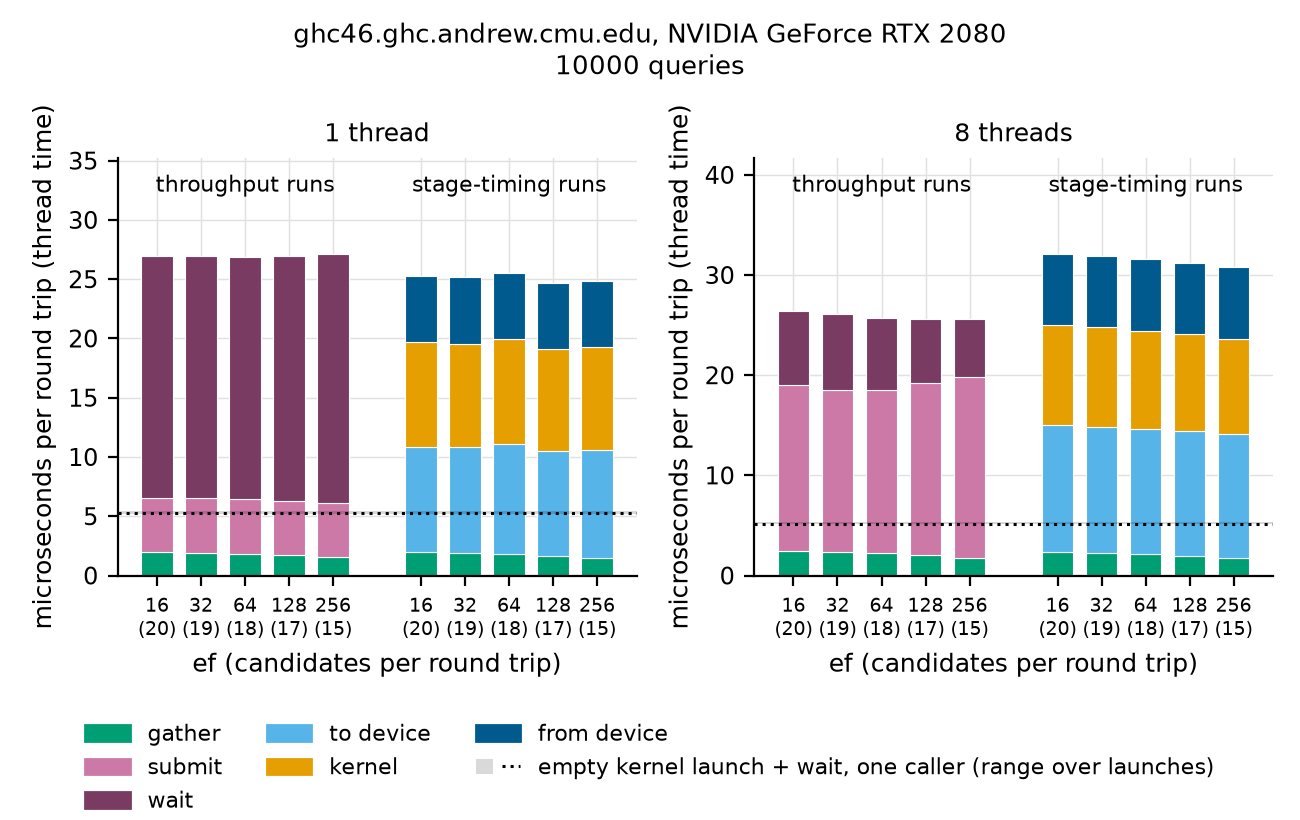 ghc46.ghc.andrew.cmu.edu, NVIDIA GeForce RTX 2080
10000 queries
1 thread
microseconds per round trip (thread time)
35
30
25
20
15
10
5
0
throughput runs
stage-timing runs
16 32 64 128 256 16 32 64 128 256
(20) (19) (18) (17) (15) (20) (19) (18) (17) (15)
ef (candidates per round trip)
8 threads
microseconds per round trip (thread time)
40
30
20
10
0
throughput runs
stage-timing runs
16 32 64 128 256 16 32 64 128 256
(20) (19) (18) (17) (15) (20) (19) (18) (17) (15)
ef (candidates per round trip)
gather
submit
wait
to device
kernel
from device
empty kernel launch + wait, one caller (range over launches)